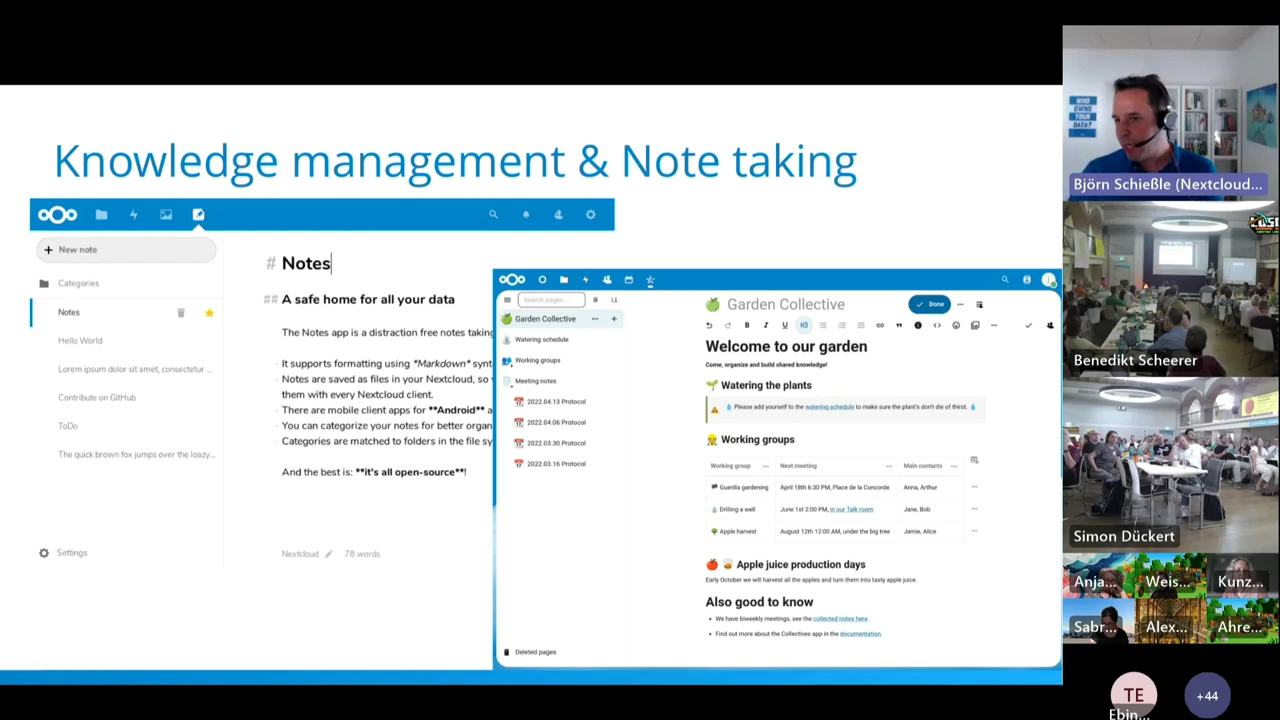 Knowledge management & Note taking
New note
Categories
Notes
Hello World
Lorem ipsum dolor sit amet, consectetur ...
Contribute on GitHub
ToDo
The quick brown fox jumps over the loazy...
Settings
# Notes
## A safe home for all your data
The Notes app is a distraction free notes taking
It supports formatting using *Markdown* synt
Notes are saved as files in your Nextcloud, so
them with every Nextcloud client.
There are mobile client apps for **Android** a
You can categorize your notes for better organ
Categories are matched to folders in the file sy
And the best is: **it's all open-source**!
Nextcloud 78 words
Search pages ...
Garden Collective
Watering schedule
Working groups
Meeting notes
2022.04.13 Protocol
2022.04.06 Protocol
2022.03.30 Protocol
2022.03.16 Protocol
Deleted pages
Garden Collective
Done
B I U H3
Welcome to our garden
Come, organize and build shared knowledge!
Watering the plants
Please add yourself to the watering schedule to make sure the plant's don't die of thirst.
Working groups
Working group Next meeting Main contacts
Guerilla gardening April 18th 6:30 PM, Place de la Concorde Anna, Arthur
Drilling a well June 1st 2:00 PM, in our Talk room Jane, Bob
Apple harvest August 12th 12:00 AM, under the big tree Jamie, Alice
Apple juice production days
Early October we will harvest all the apples and turn them into tasty apple juice.
Also good to know
We have biweekly meetings, see the collected notes here.
Find out more about the Collectives app in the documentation.
WHO
OWNS
YOUR
DATA?
Björn Schießle (Nextcloud...
Benedikt Scheerer
Simon Dückert
Anja... Weis... Kunz...
Sabr... Alex... Ahre...
TE +44
Ebin...